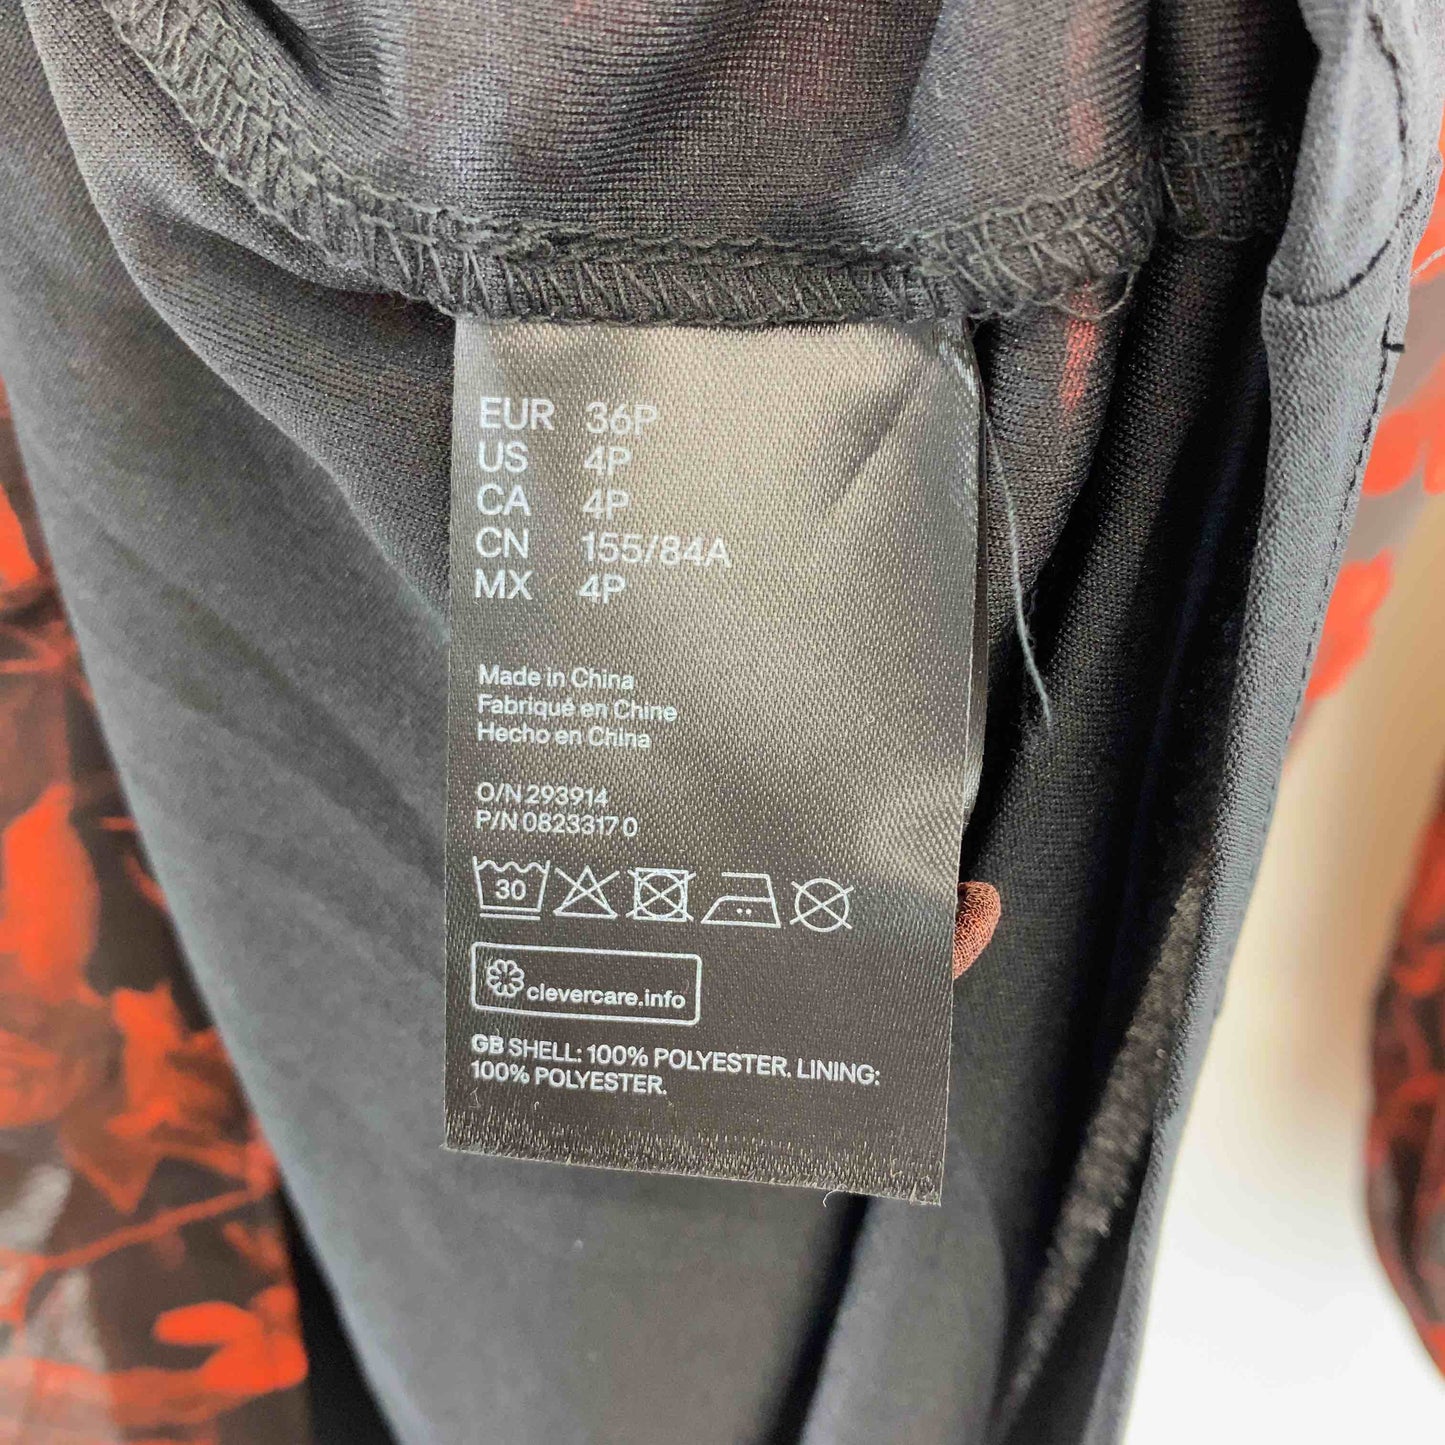 EUR 36P
US 4P
CA 4P
CN 155/84A
MX 4P
Made in China
Fabriqué en Chine
Hecho en China
O/N 293914
P/N 0823317 0
30
clevercare.info
GB SHELL: 100% POLYESTER. LINING:
100% POLYESTER.